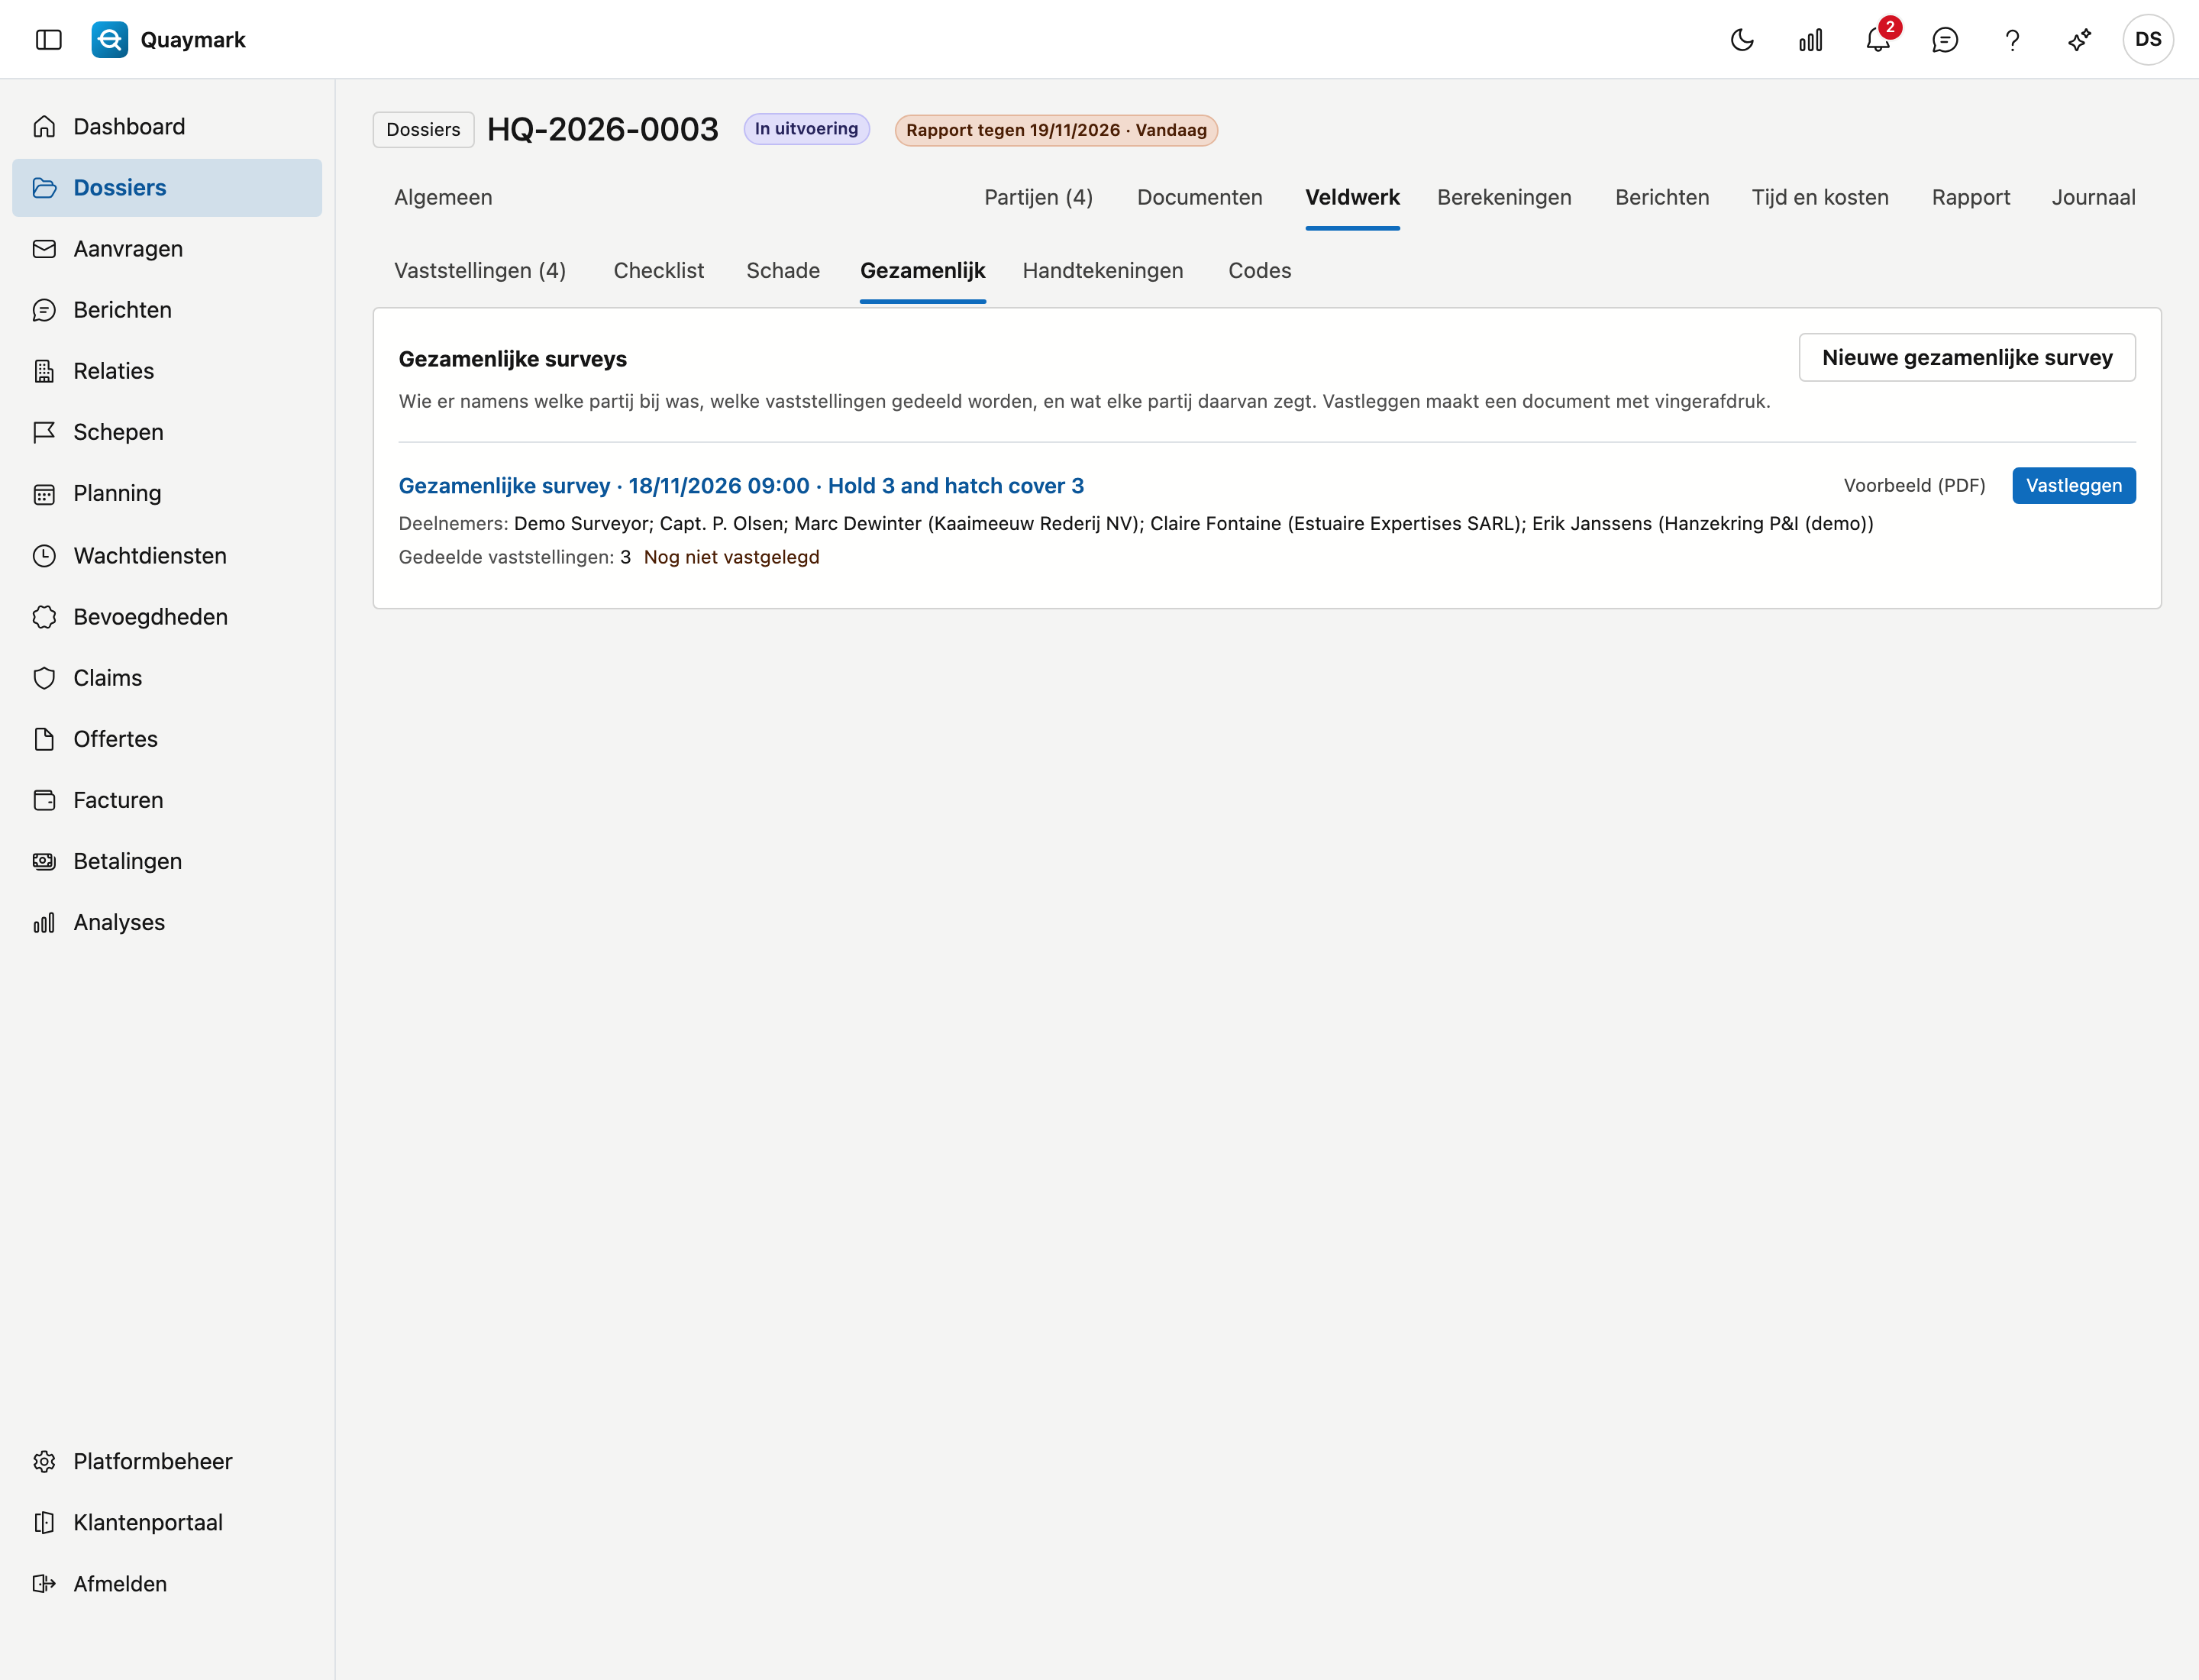 Quaymark
2
DS
Dashboard
Dossiers
Aanvragen
Berichten
Relaties
Schepen
Planning
Wachtdiensten
Bevoegdheden
Claims
Offertes
Facturen
Betalingen
Analyses
Platformbeheer
Klantenportaal
Afmelden
Dossiers HQ-2026-0003 In uitvoering Rapport tegen 19/11/2026 · Vandaag
Algemeen Partijen (4) Documenten Veldwerk Berekeningen Berichten Tijd en kosten Rapport Journaal
Vaststellingen (4) Checklist Schade Gezamenlijk Handtekeningen Codes
Gezamenlijke surveys Nieuwe gezamenlijke survey
Wie er namens welke partij bij was, welke vaststellingen gedeeld worden, en wat elke partij daarvan zegt. Vastleggen maakt een document met vingerafdruk.
Gezamenlijke survey · 18/11/2026 09:00 · Hold 3 and hatch cover 3 Voorbeeld (PDF) Vastleggen
Deelnemers: Demo Surveyor; Capt. P. Olsen; Marc Dewinter (Kaaimeeuw Rederij NV); Claire Fontaine (Estuaire Expertises SARL); Erik Janssens (Hanzekring P&I (demo))
Gedeelde vaststellingen: 3 Nog niet vastgelegd